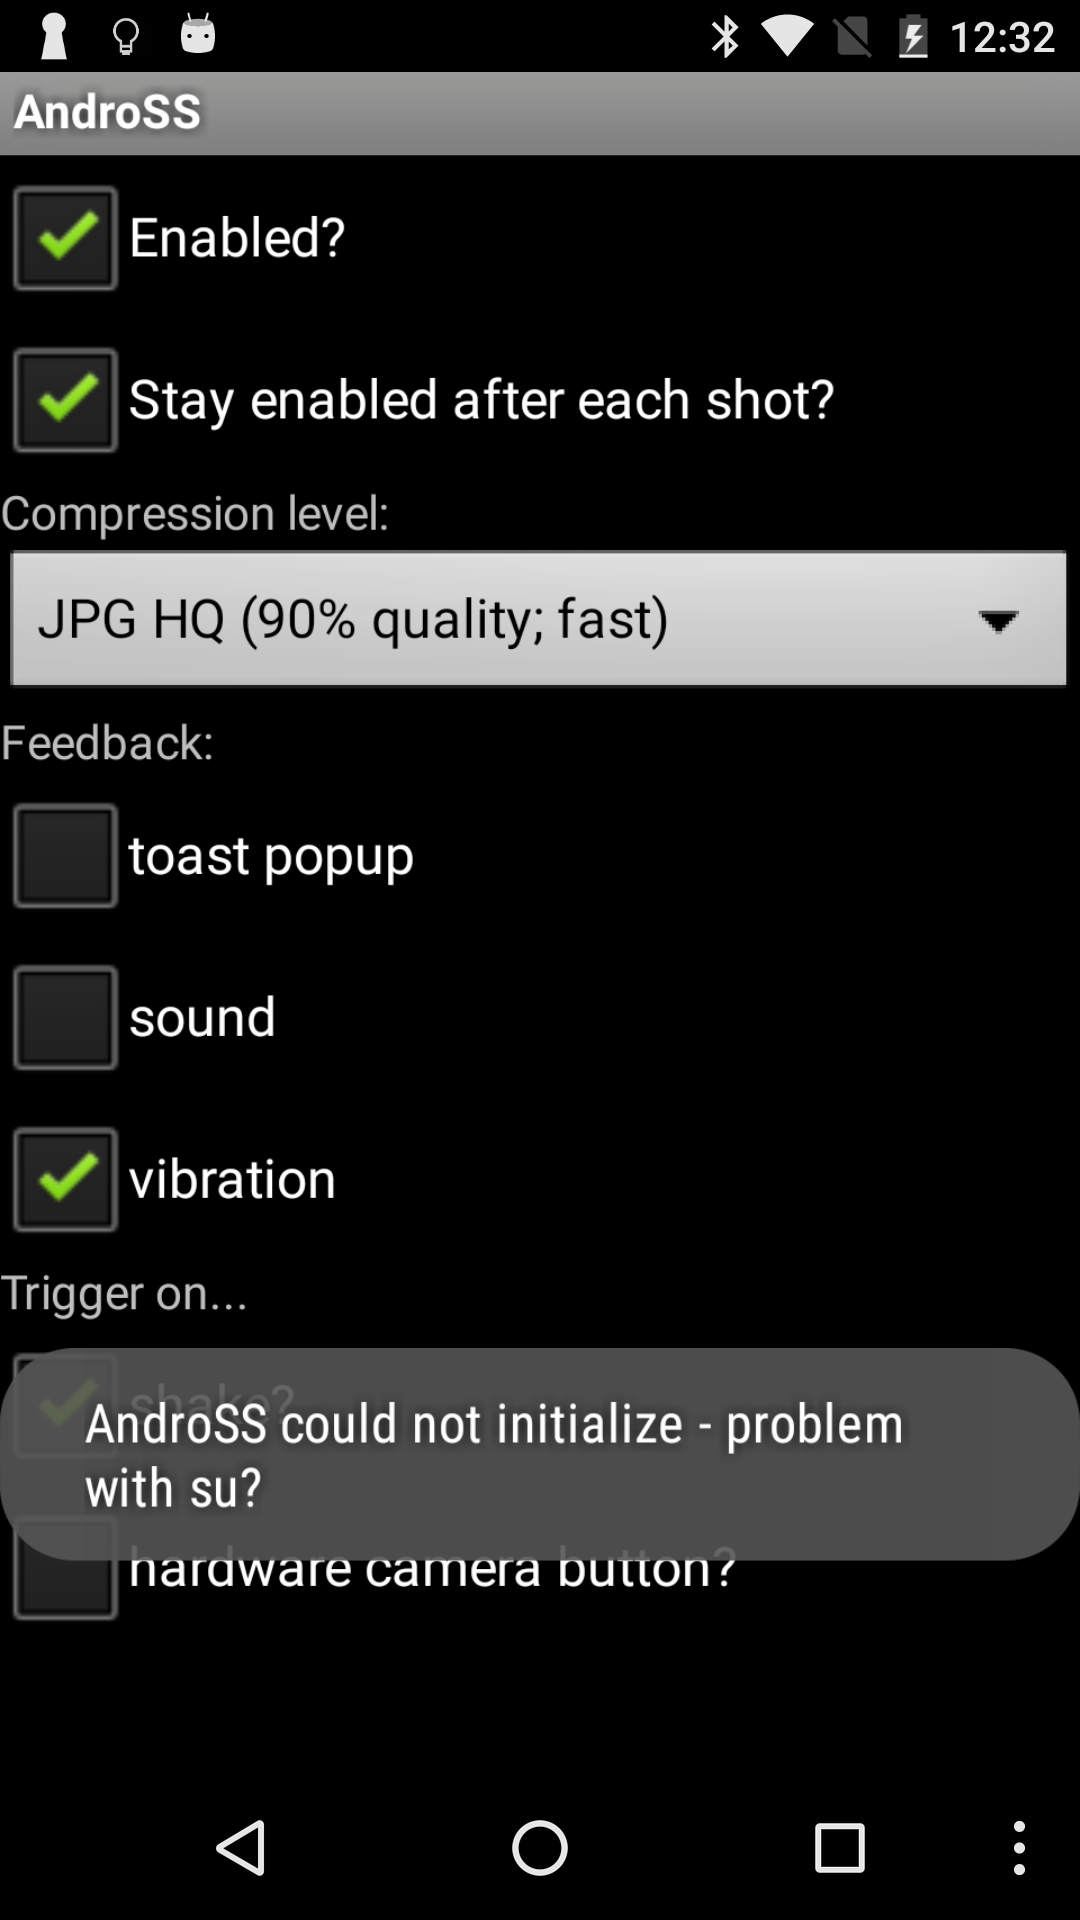 12:32
AndroSS
Enabled?
Stay enabled after each shot?
Compression level:
JPG HQ (90% quality; fast)
Feedback:
toast popup
sound
vibration
Trigger on...
shake?
AndroSS could not initialize - problem
with su?
hardware camera button?